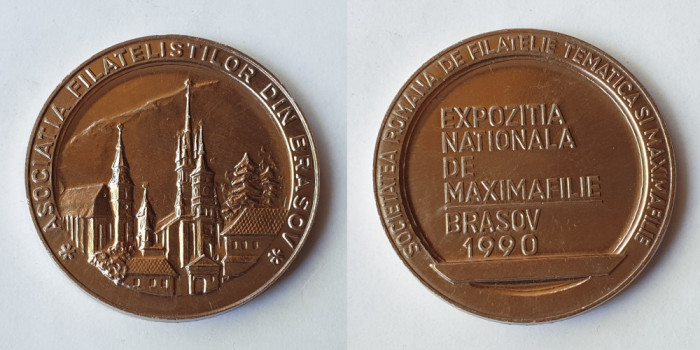 * ASOCIATIA FILATELISTILOR DIN BRASOV *
SOCIETATEA ROMANA DE FILATELIE TEMATICA SI MAXIMAFILIE
EXPOZITIA
NATIONALA
DE
MAXIMAFILIE
BRASOV
1990